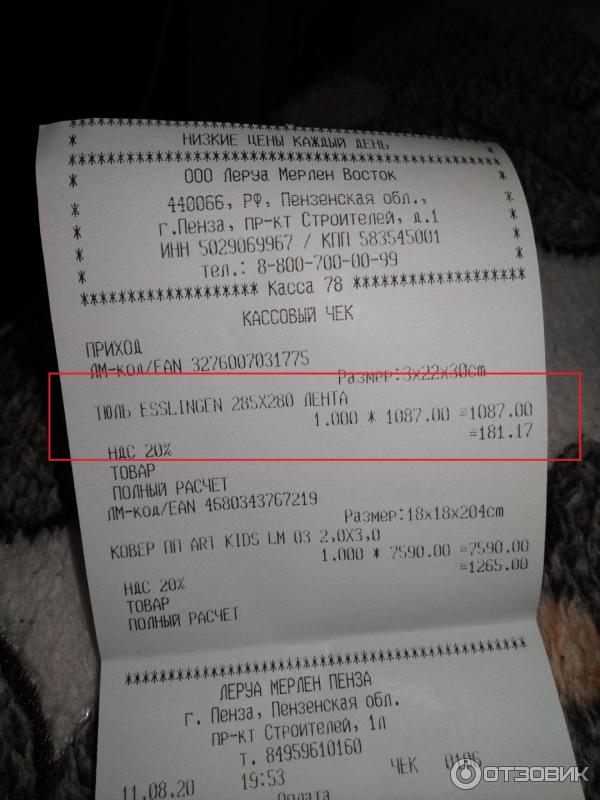 *********************************************
* НИЗКИЕ ЦЕНЫ КАЖДЫЙ ДЕНЬ *
*********************************************
* ООО Леруа Мерлен Восток *
* 440066, РФ, Пензенская обл., *
* г.Пенза, пр-кт Строителей, д.1 *
* ИНН 5029069967 / КПП 583545001 *
* тел.: 8-800-700-00-99 *
****************** Касса 78 *****************
КАССОВЫЙ ЧЕК
ПРИХОД
ЛМ-код/EAN 3276007031775
Размер:3x22x30cm
ТЮЛЬ ESSLINGEN 285X280 ЛЕНТА
1.000 * 1087.00 =1087.00
=181.17
НДС 20%
ТОВАР
ПОЛНЫЙ РАСЧЕТ
ЛМ-код/EAN 4680343767219
Размер:18x18x204cm
КОВЕР ПП ART KIDS LM 03 2,0X3,0
1.000 * 7590.00 =7590.00
=1265.00
НДС 20%
ТОВАР
ПОЛНЫЙ РАСЧЕТ
*********************************************
ЛЕРУА МЕРЛЕН ПЕНЗА
г. Пенза, Пензенская обл.
пр-кт Строителей, 1л
т. 84959610160
11.08.20 19:53 ЧЕК 0106
Оплата
ОТЗОВИК